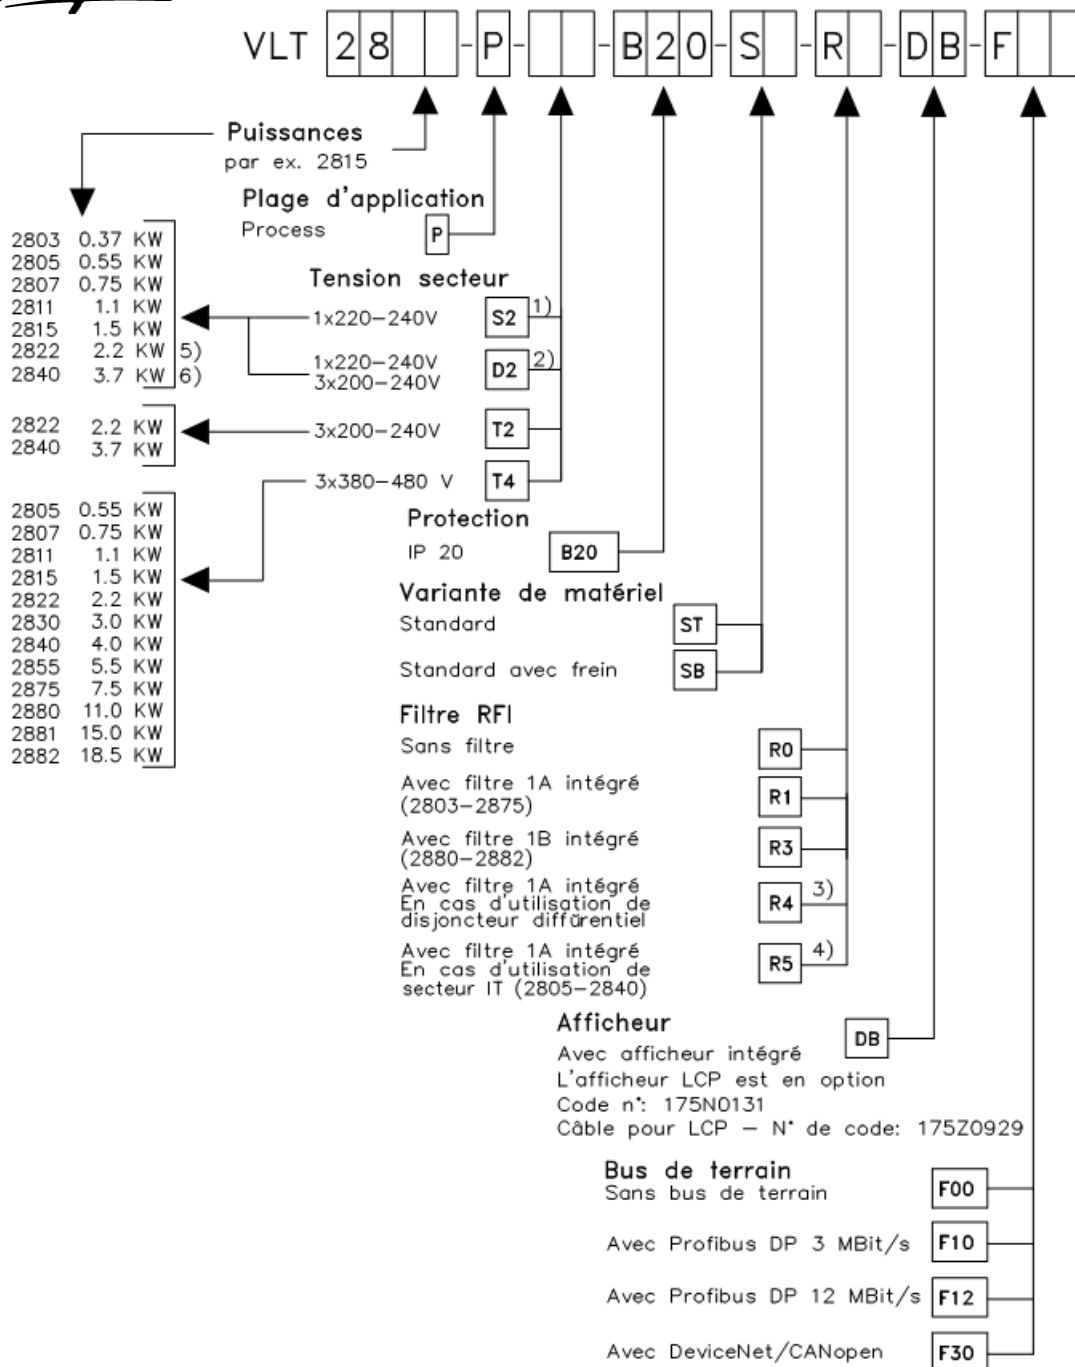 VLT 28 -P- -B20-S -R -DB-F
Puissances
par ex. 2815
Plage d'application
Process P
2803 0.37 KW
2805 0.55 KW
2807 0.75 KW
2811 1.1 KW
2815 1.5 KW
2822 2.2 KW 5)
2840 3.7 KW 6)
Tension secteur
1x220-240V S2 1)
1x220-240V
3x200-240V D2 2)
2822 2.2 KW
2840 3.7 KW
3x200-240V T2
3x380-480 V T4
2805 0.55 KW
2807 0.75 KW
2811 1.1 KW
2815 1.5 KW
2822 2.2 KW
2830 3.0 KW
2840 4.0 KW
2855 5.5 KW
2875 7.5 KW
2880 11.0 KW
2881 15.0 KW
2882 18.5 KW
Protection
IP 20 B20
Variante de matériel
Standard ST
Standard avec frein SB
Filtre RFI
Sans filtre R0
Avec filtre 1A intégré
(2803-2875) R1
Avec filtre 1B intégré
(2880-2882) R3
Avec filtre 1A intégré
En cas d'utilisation de R4 3)
disjoncteur diffŭrentiel
Avec filtre 1A intégré
En cas d'utilisation de R5 4)
secteur IT (2805-2840)
Afficheur
Avec afficheur intégré DB
L'afficheur LCP est en option
Code n°: 175N0131
Câble pour LCP – N° de code: 175Z0929
Bus de terrain
Sans bus de terrain F00
Avec Profibus DP 3 MBit/s F10
Avec Profibus DP 12 MBit/s F12
Avec DeviceNet/CANopen F30